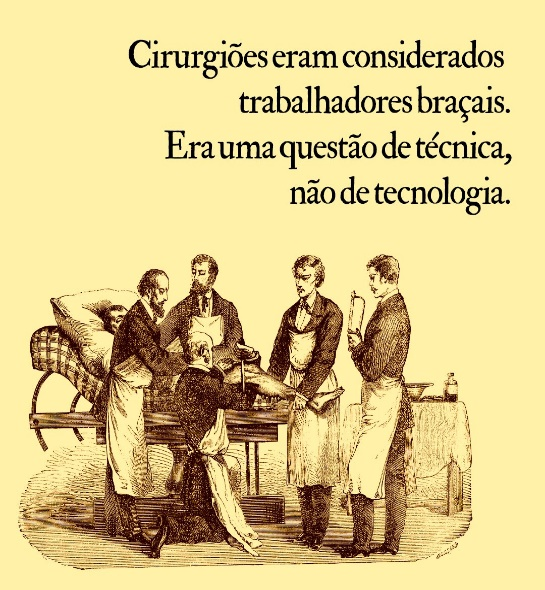 Cirurgiões eram considerados
trabalhadores braçais.
Era uma questão de técnica,
não de tecnologia.